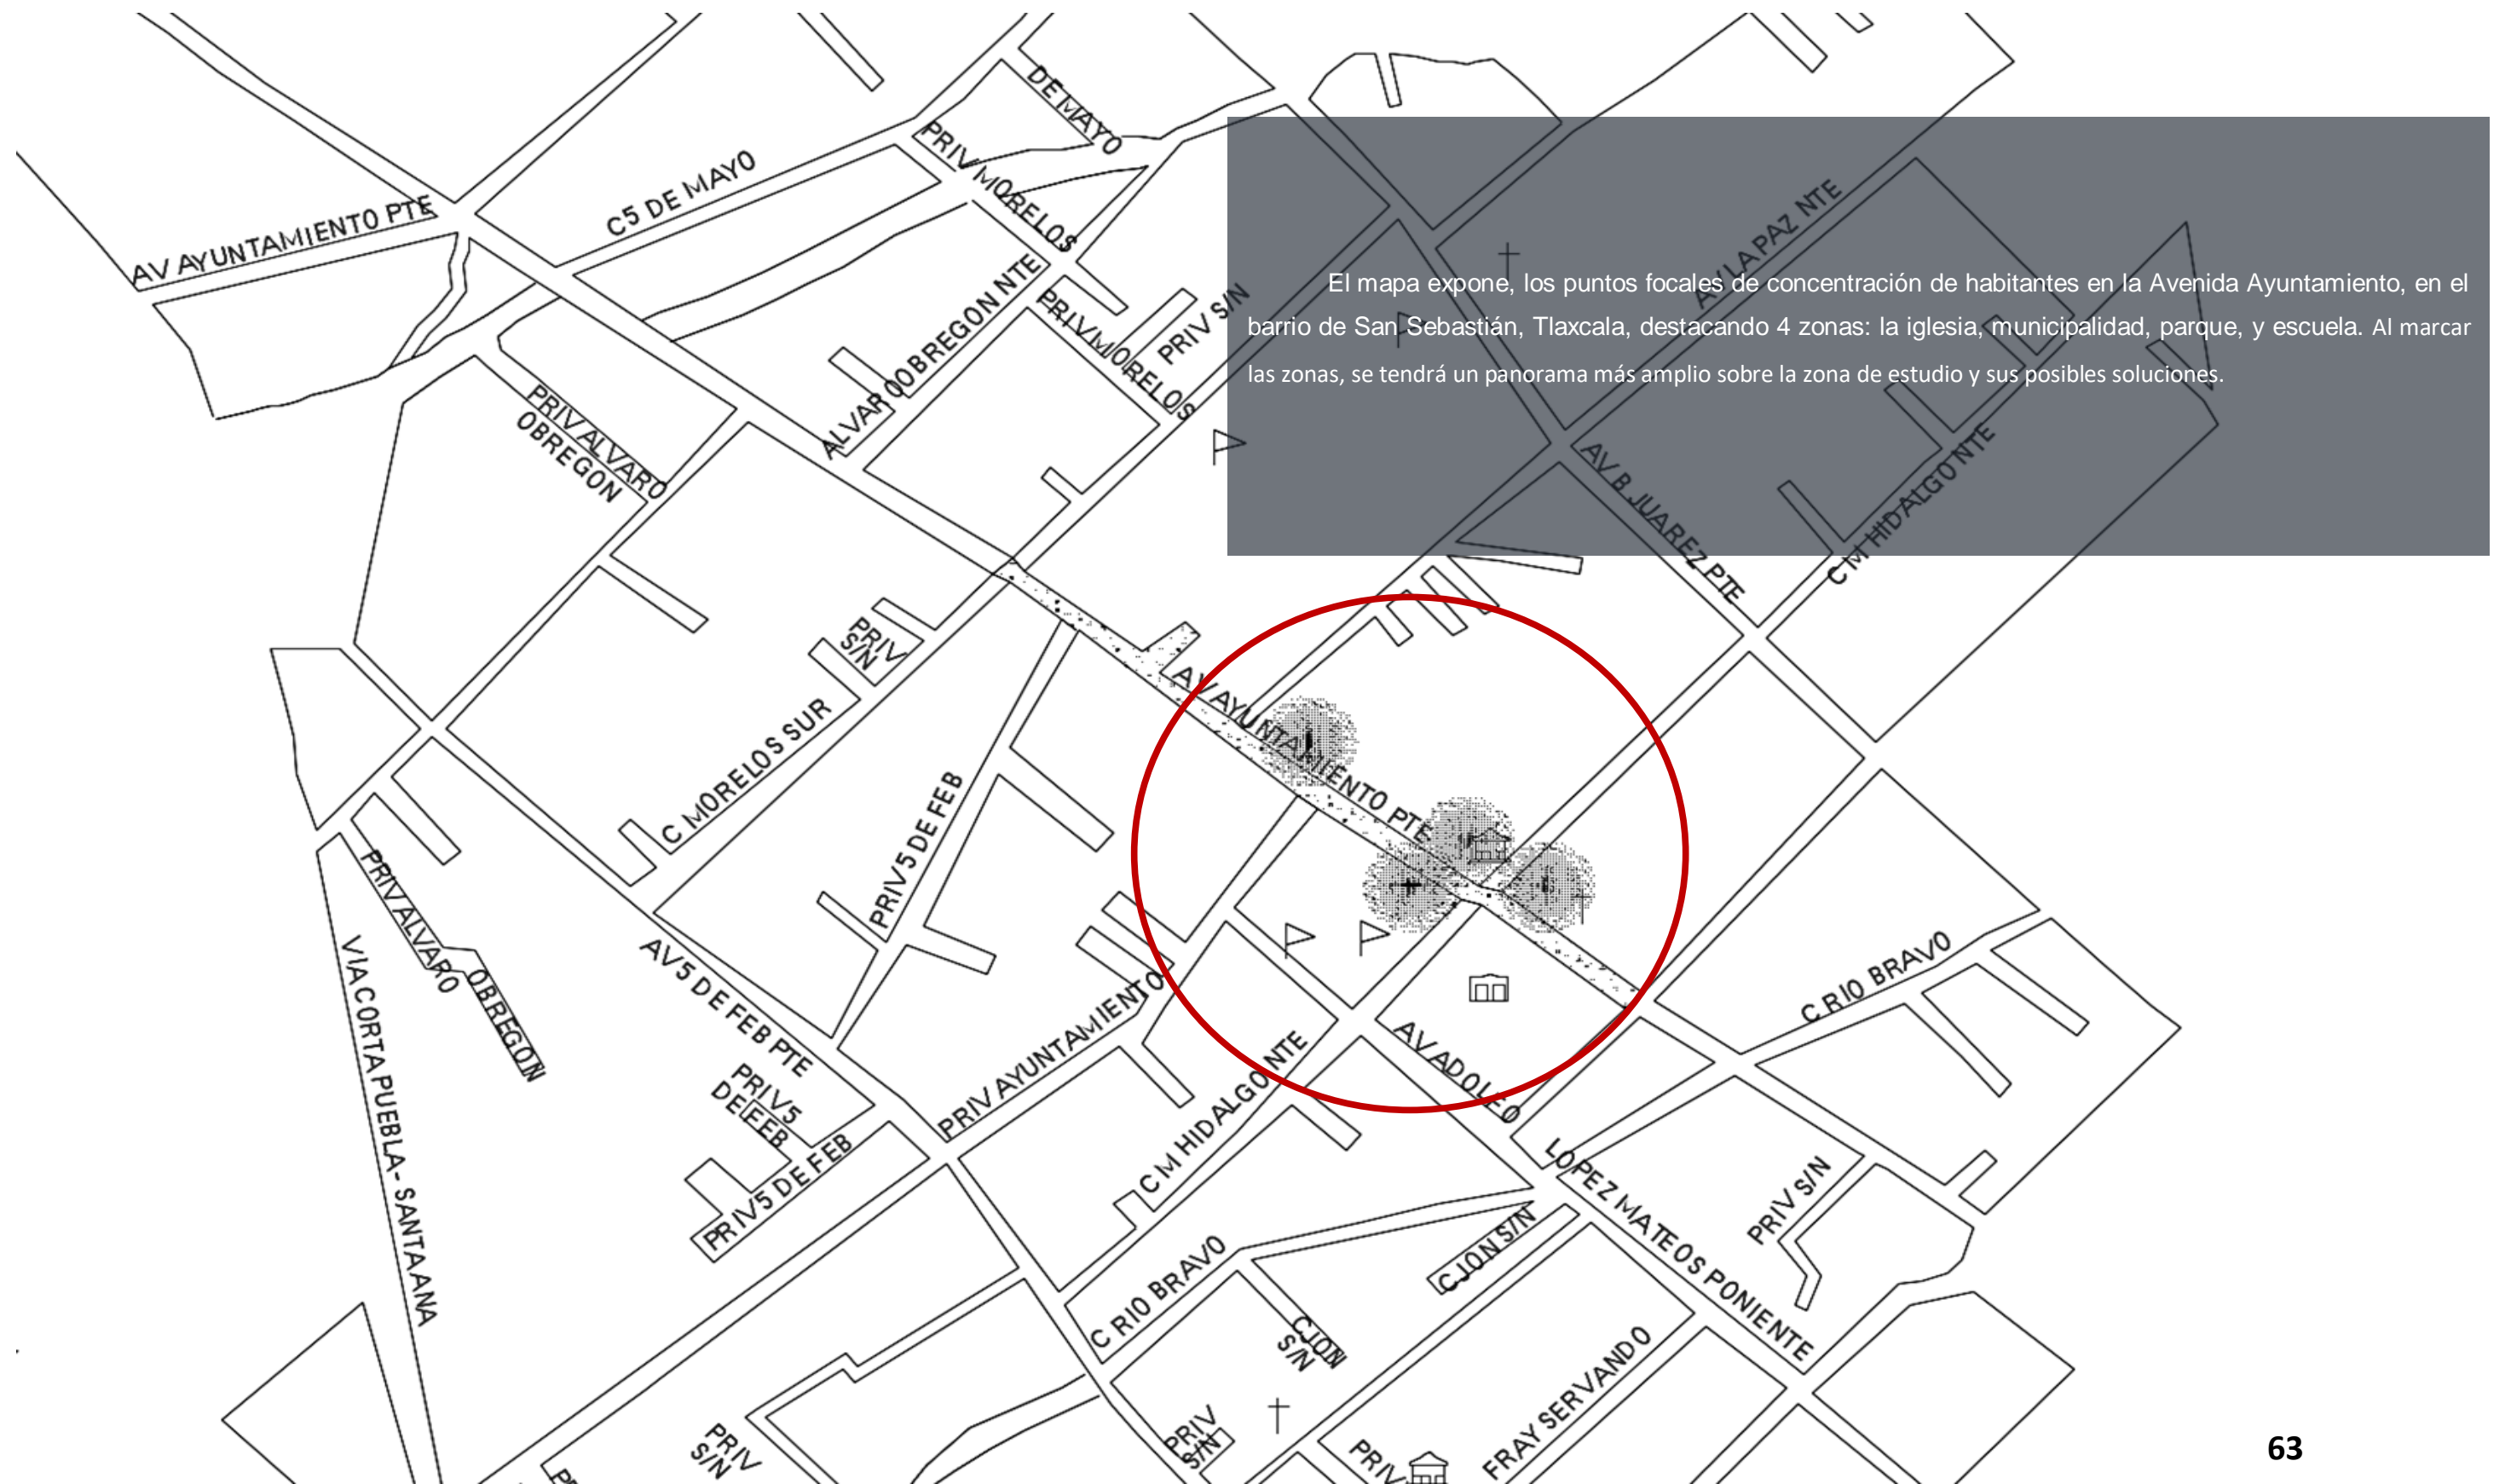 DE MAYO
PRIV MORELOS
C5 DE MAYO
AV AYUNTAMIENTO PTE
AV LA PAZ NTE
El mapa expone, los puntos focales de concentración de habitantes en la Avenida Ayuntamiento, en el
barrio de San Sebastián, Tlaxcala, destacando 4 zonas: la iglesia, municipalidad, parque, y escuela. Al marcar
las zonas, se tendrá un panorama más amplio sobre la zona de estudio y sus posibles soluciones.
ALVARO OBREGON NTE
PRIV MORELOS
PRIV S/N
PRIV ALVARO
OBREGON
AV B JUAREZ PTE
C M HIDALGO NTE
PRIV
S/N
AV AYUNTAMIENTO PTE
C MORELOS SUR
PRIV 5 DE FEB
PRIV ALVARO
OBREGON
VIA CORTA PUEBLA - SANTA ANA
AV 5 DE FEB PTE
C RIO BRAVO
PRIV AYUNTAMIENTO
AV ADOLFO
LOPEZ MATEOS PONIENTE
C M HIDALGO NTE
PRIV 5
DE FEB
PRIV 5 DE FEB
PRIV S/N
CJON S/N
C RIO BRAVO
CJON
S/N
FRAY SERVANDO
PRIV
S/N
PRIV
S/N
PRIV
63